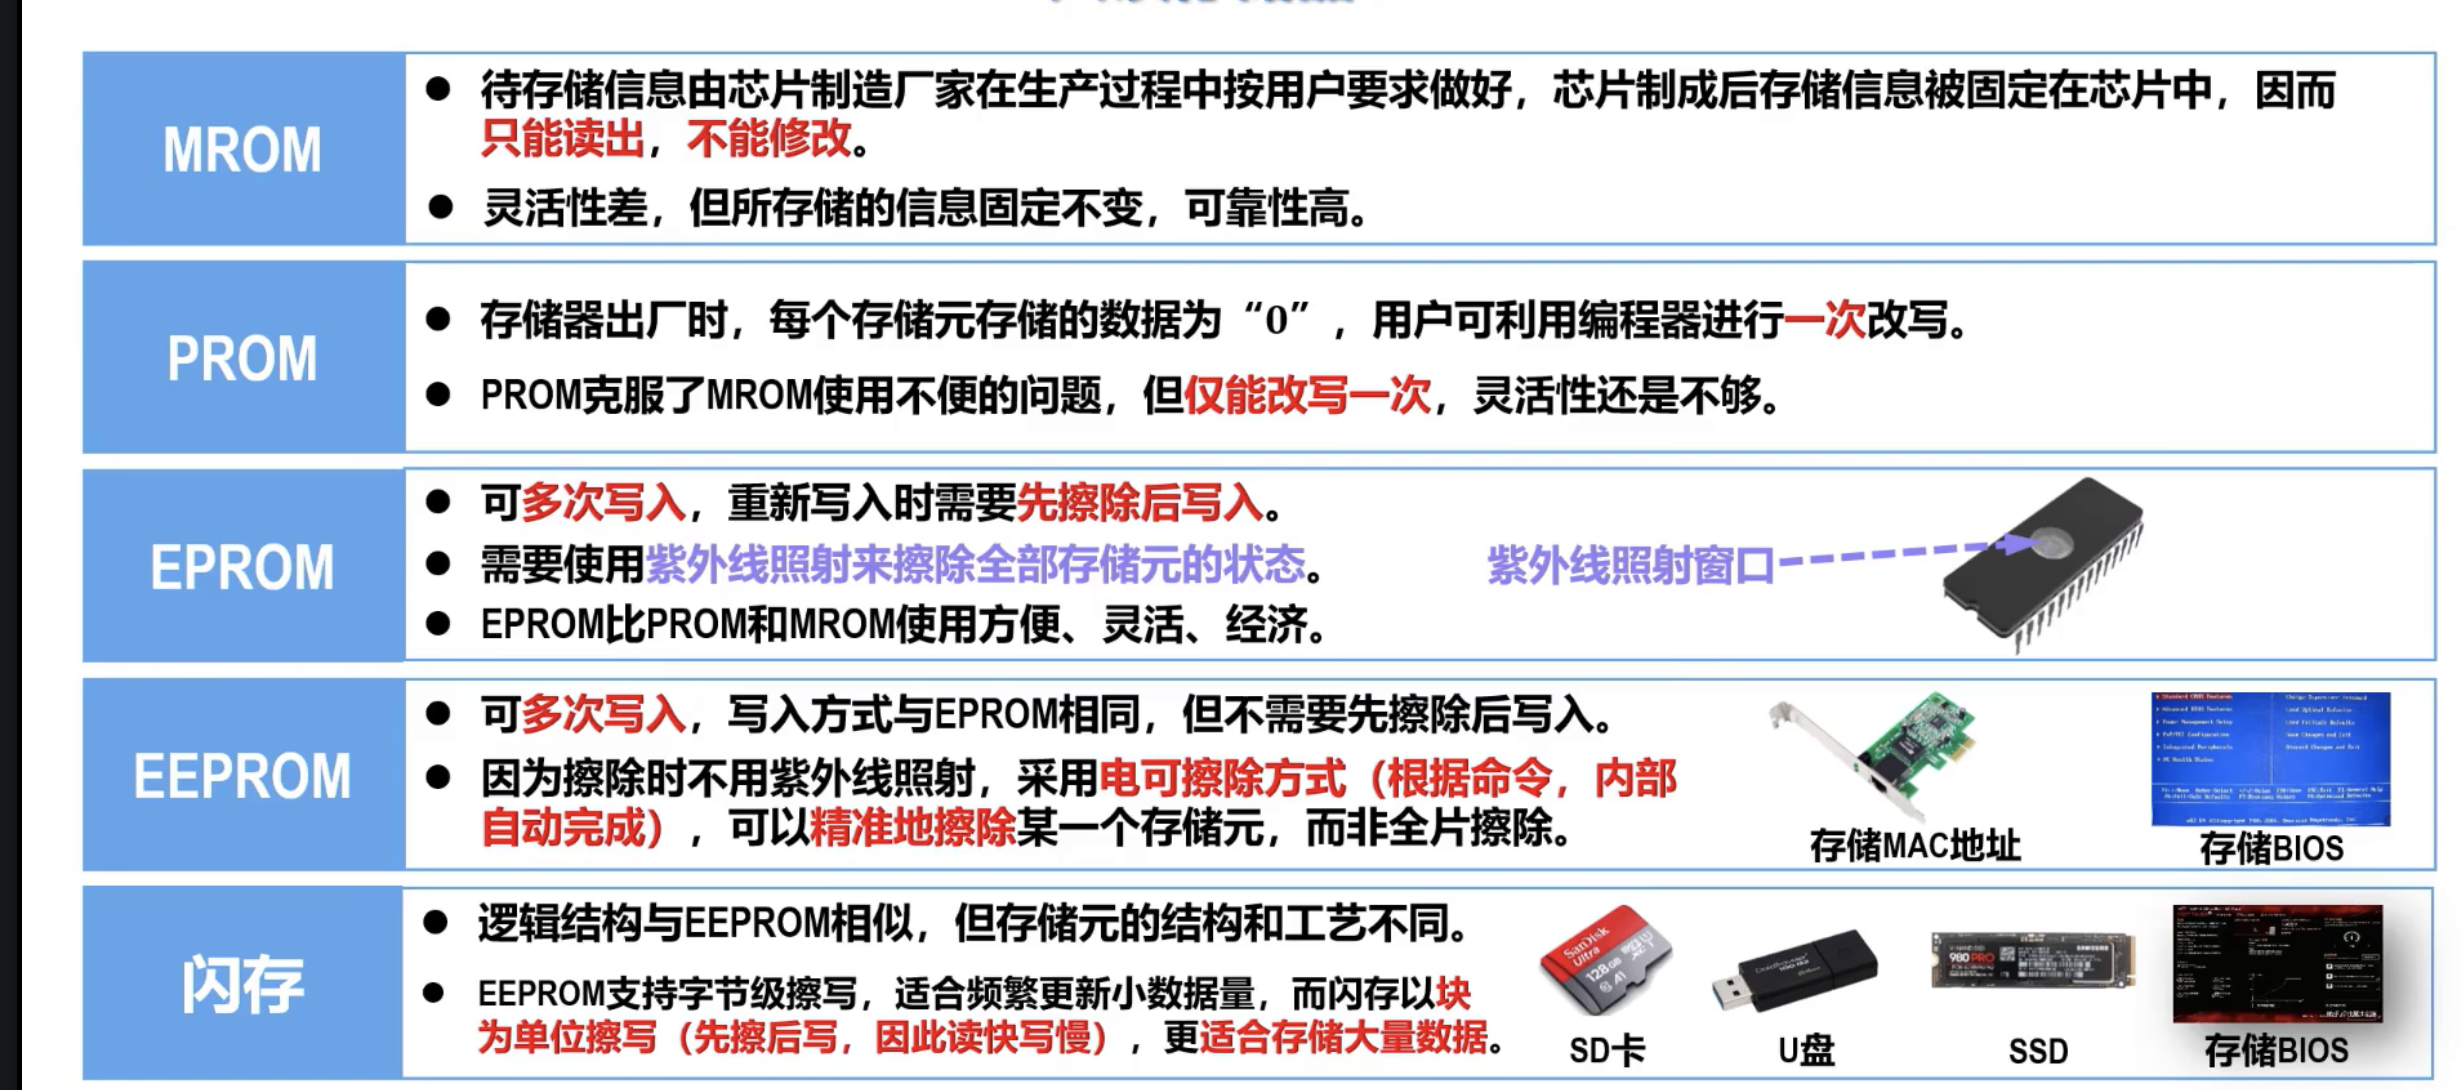 MROM
● 待存储信息由芯片制造厂家在生产过程中按用户要求做好，芯片制成后存储信息被固定在芯片中，因而
只能读出，不能修改。
● 灵活性差，但所存储的信息固定不变，可靠性高。
PROM
● 存储器出厂时，每个存储元存储的数据为“0”，用户可利用编程器进行一次改写。
● PROM克服了MROM使用不便的问题，但仅能改写一次，灵活性还是不够。
EPROM
● 可多次写入，重新写入时需要先擦除后写入。
● 需要使用紫外线照射来擦除全部存储元的状态。
● EPROM比PROM和MROM使用方便、灵活、经济。
紫外线照射窗口
EEPROM
● 可多次写入，写入方式与EPROM相同，但不需要先擦除后写入。
● 因为擦除时不用紫外线照射，采用电可擦除方式（根据命令，内部
自动完成），可以精准地擦除某一个存储元，而非全片擦除。
存储MAC地址
存储BIOS
闪存
● 逻辑结构与EEPROM相似，但存储元的结构和工艺不同。
● EEPROM支持字节级擦写，适合频繁更新小数据量，而闪存以块
为单位擦写（先擦后写，因此读快写慢），更适合存储大量数据。
SanDisk
Ultra
128GB
A1
SD卡
U盘
980 PRO
SAMSUNG
SSD
存储BIOS